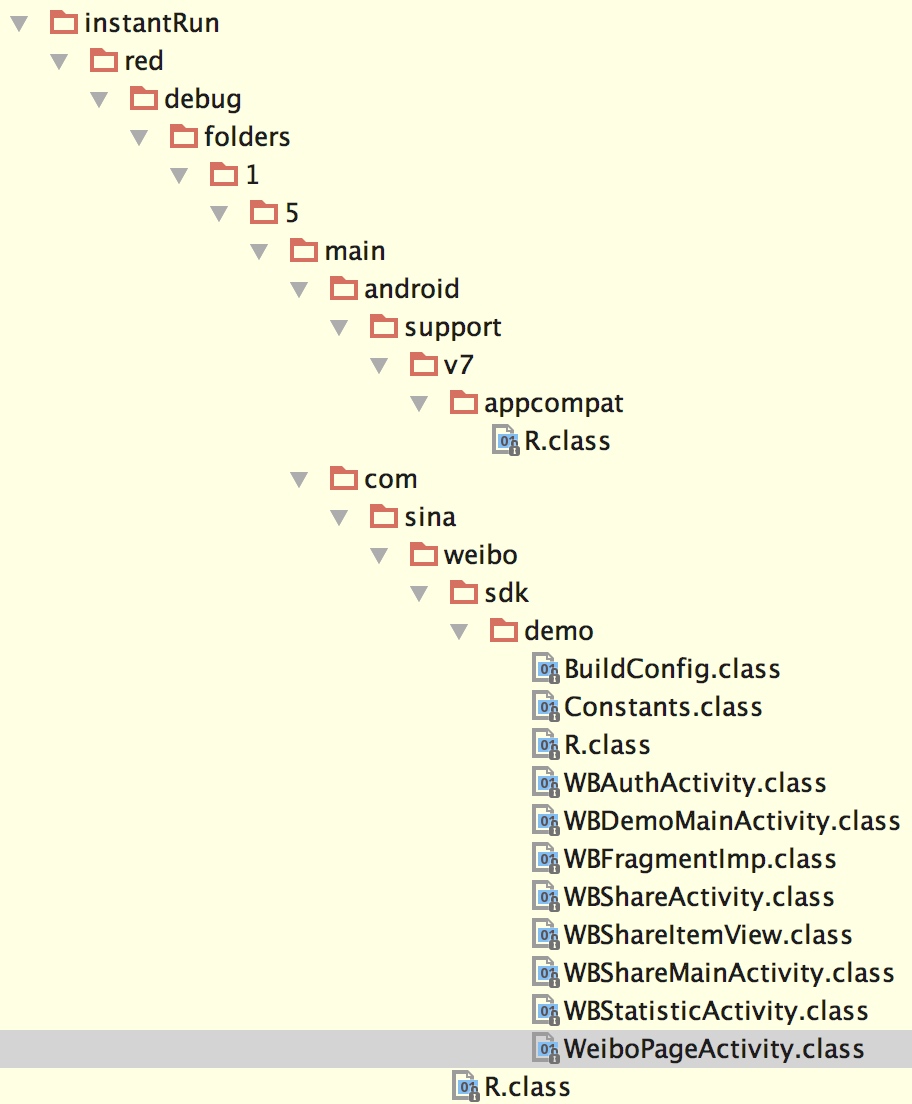 instantRun
red
debug
folders
1
5
main
android
support
v7
appcompat
R.class
com
sina
weibo
sdk
demo
BuildConfig.class
Constants.class
R.class
WBAuthActivity.class
WBDemoMainActivity.class
WBFragmentImp.class
WBShareActivity.class
WBShareItemView.class
WBShareMainActivity.class
WBStatisticActivity.class
WeiboPageActivity.class
R.class